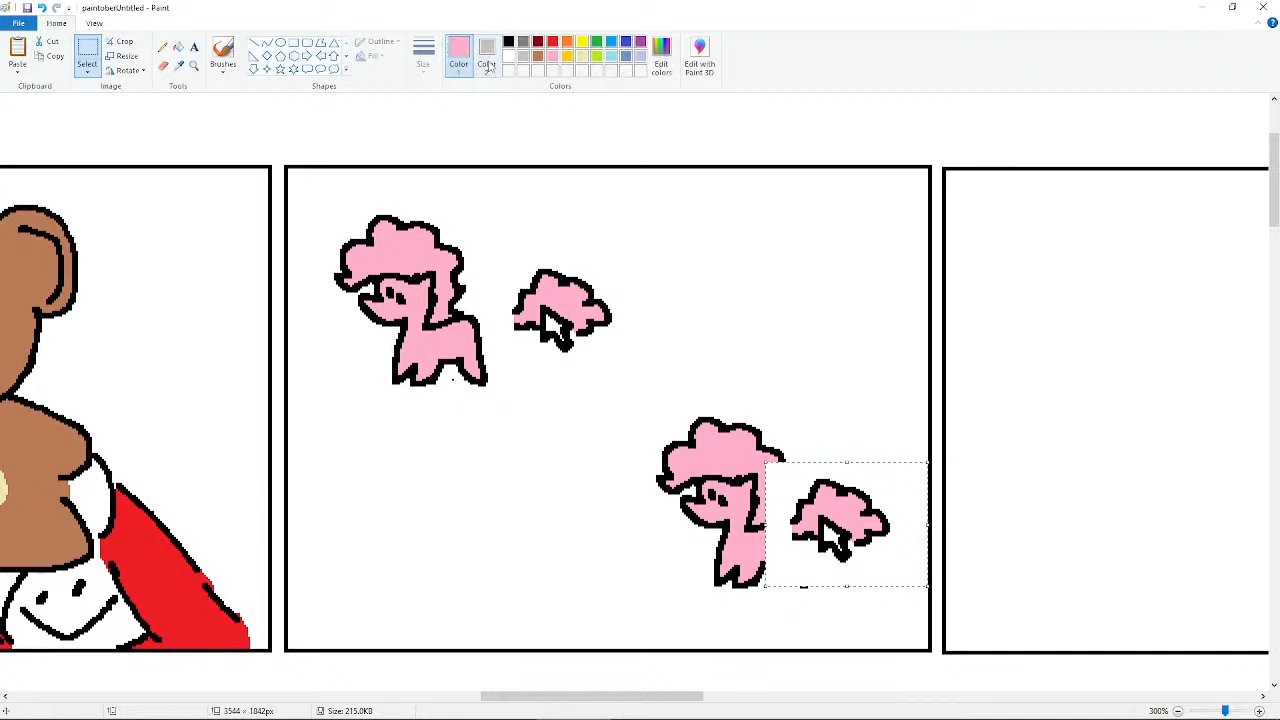 paintoberUntitled - Paint
File Home View
Paste
Cut
Copy
Clipboard
Select
Crop
Resize
Rotate
Image
A
Tools
Brushes
Outline
Fill
Shapes
Size
Color
1
Edit
colors
Colors
Edit with
Paint 3D
3544 × 1842px
Size: 215.0KB
300%